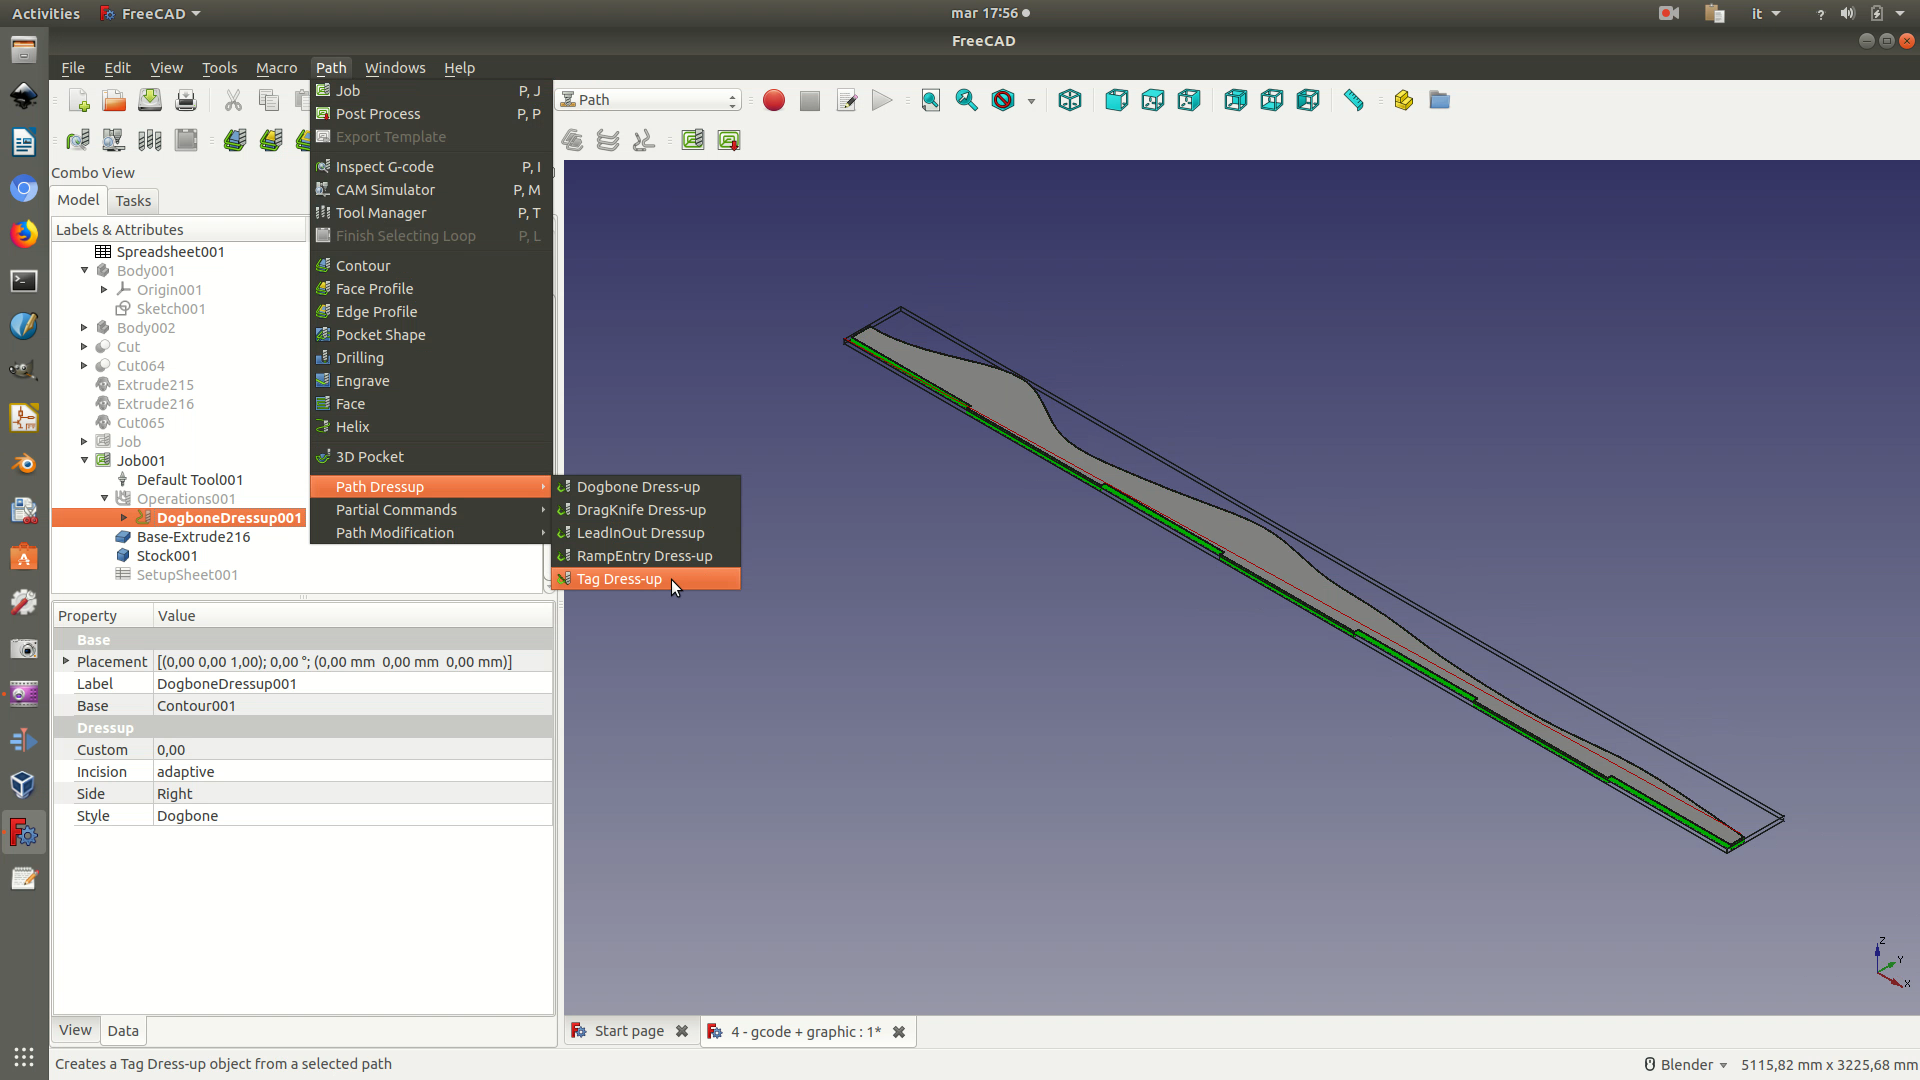 Activities FreeCAD mar 17:56 it ?
FreeCAD
File Edit View Tools Macro Path Windows Help
Path
Job P, J
Post Process P, P
Export Template
Inspect G-code P, I
CAM Simulator P, M
Tool Manager P, T
Finish Selecting Loop P, L
Contour
Face Profile
Edge Profile
Pocket Shape
Drilling
Engrave
Face
Helix
3D Pocket
Path Dressup
Partial Commands
Path Modification
Dogbone Dress-up
DragKnife Dress-up
LeadInOut Dressup
RampEntry Dress-up
Tag Dress-up
Combo View
Model Tasks
Labels & Attributes
Spreadsheet001
Body001
Origin001
Sketch001
Body002
Cut
Cut064
Extrude215
Extrude216
Cut065
Job
Job001
Default Tool001
Operations001
DogboneDressup001
Base-Extrude216
Stock001
SetupSheet001
Property Value
Base
Placement [(0,00 0,00 1,00); 0,00 °; (0,00 mm 0,00 mm 0,00 mm)]
Label DogboneDressup001
Base Contour001
Dressup
Custom 0,00
Incision adaptive
Side Right
Style Dogbone
Z
Y
X
View Data
Start page 4 - gcode + graphic : 1*
Creates a Tag Dress-up object from a selected path
Blender 5115,82 mm x 3225,68 mm